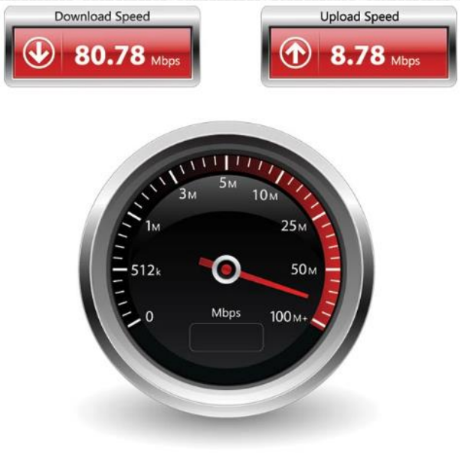 Download Speed
Upload Speed
80.78 Mbps
8.78 Mbps
5M
3M
10M
1M
25M
512k
50M
Mbps
0
100M+